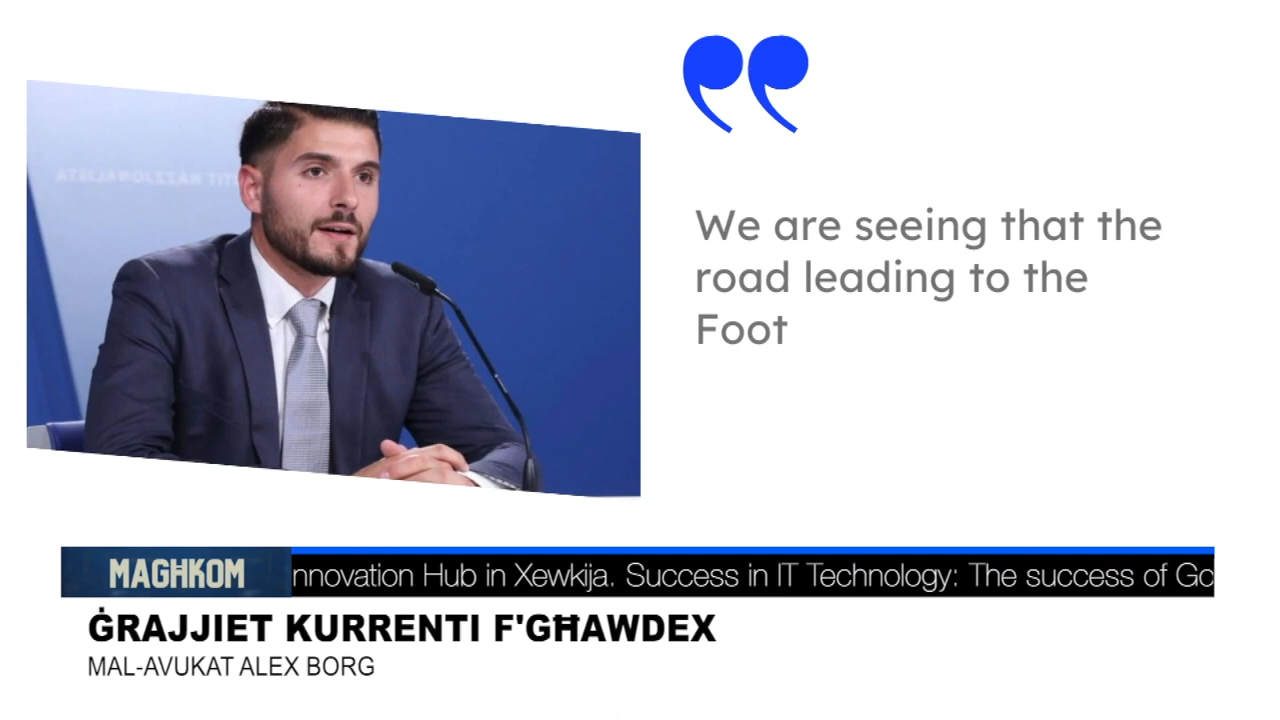 We are seeing that the
road leading to the
Foot
MAGĦKOM
nnovation Hub in Xewkija. Success in IT Technology: The success of Go
ĠRAJJIET KURRENTI F'GĦAWDEX
MAL-AVUKAT ALEX BORG